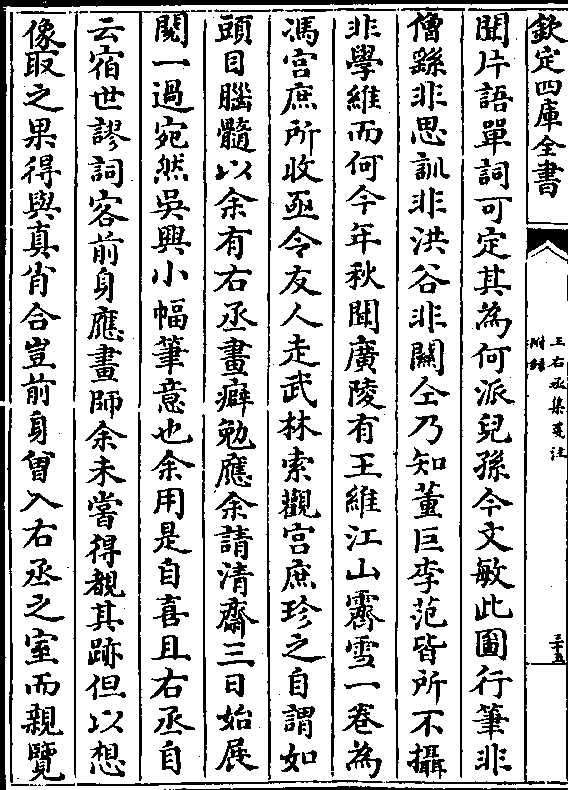 欽定四庫全書
王右丞集箋注
附録
三十五
聞片語單詞可定其為何派兒孫今文敏此圖行筆非
僧繇非思訓非洪谷非關仝乃知董巨李范皆所不攝
非學維而何今年秋聞廣陵有王維江山霽雪一卷為
馮宫庶所收亟令友人走武林索觀宫庶珍之自謂如
頭目腦髓以余有右丞畫癖勉應余請清齋三日始展
閱一過宛然吳興小幅筆意也余用是自喜且右丞自
云宿世謬詞客前身應畫師余未嘗得覩其跡但以想
像取之果得與真肖合豈前身曾入右丞之室而親覽